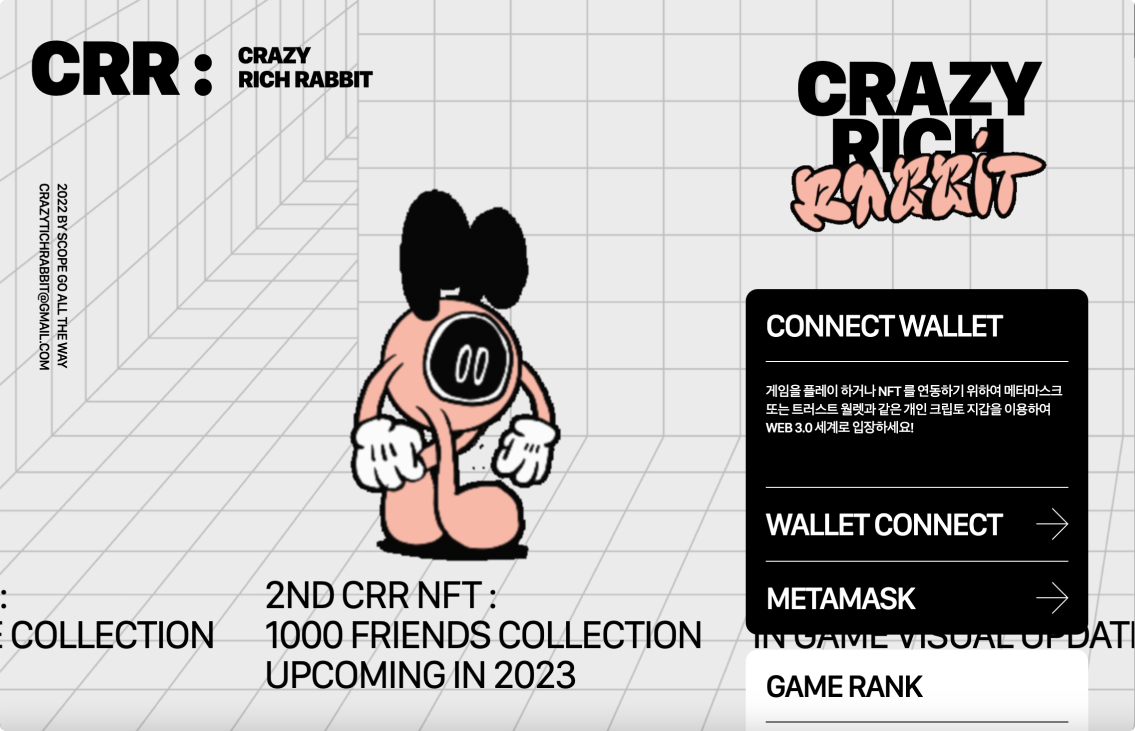 CRR :
CRAZY
RICH RABBIT
CRAZY
RICH
RABBIT
2022 BY SCOPE GO ALL THE WAY
CRAZYTICHRABBIT@GMAIL.COM
CONNECT WALLET
게임을 플레이 하거나 NFT 를 연동하기 위하여 메타마스크
또는 트러스트 월렛과 같은 개인 크립토 지갑을 이용하여
WEB 3.0 세계로 입장하세요!
WALLET CONNECT
METAMASK
:
COLLECTION
2ND CRR NFT :
1000 FRIENDS COLLECTION
UPCOMING IN 2023
IN GAME VISUAL
GAME RANK